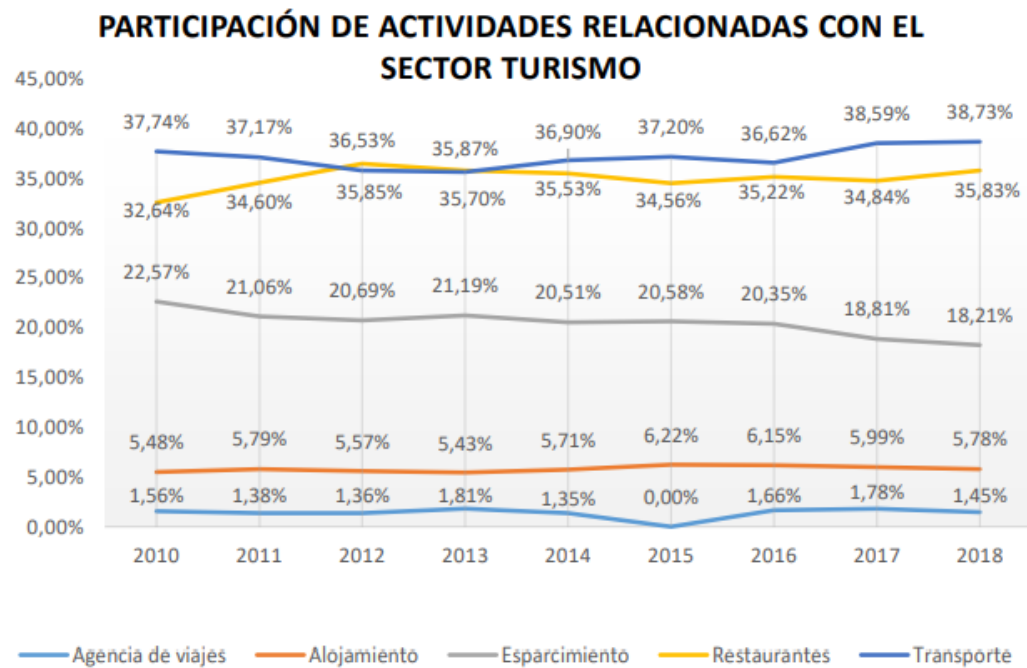 PARTICIPACIÓN DE ACTIVIDADES RELACIONADAS CON EL
SECTOR TURISMO
45,00%
40,00%
35,00%
30,00%
25,00%
20,00%
15,00%
10,00%
5,00%
0,00%
37,74% 37,17% 36,53% 35,87% 36,90% 37,20% 36,62% 38,59% 38,73%
32,64% 34,60% 35,85% 35,70% 35,53% 34,56% 35,22% 34,84% 35,83%
22,57% 21,06% 20,69% 21,19% 20,51% 20,58% 20,35% 18,81% 18,21%
5,48% 5,79% 5,57% 5,43% 5,71% 6,22% 6,15% 5,99% 5,78%
1,56% 1,38% 1,36% 1,81% 1,35% 0,00% 1,66% 1,78% 1,45%
2010 2011 2012 2013 2014 2015 2016 2017 2018
Agencia de viajes Alojamiento Esparcimiento Restaurantes Transporte